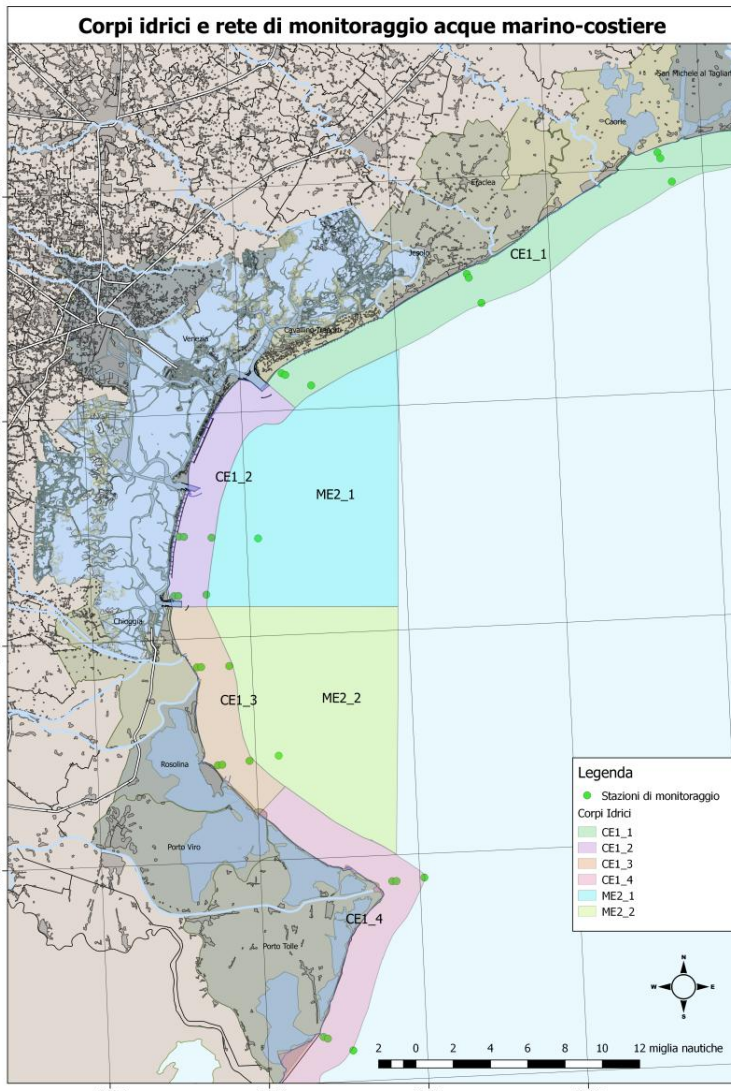 Corpi idrici e rete di monitoraggio acque marino-costiere
San Michele al Tagliam
Caorle
Eraclea
CE1_1
Jesolo
Cavallino-Treporti
Venezia
CE1_2
ME2_1
Chioggia
CE1_3
ME2_2
Rosolina
Porto Viro
CE1_4
Porto Tolle
Legenda
Stazioni di monitoraggio
Corpi Idrici
CE1_1
CE1_2
CE1_3
CE1_4
ME2_1
ME2_2
N
W E
S
2 0 2 4 6 8 10 12 miglia nautiche